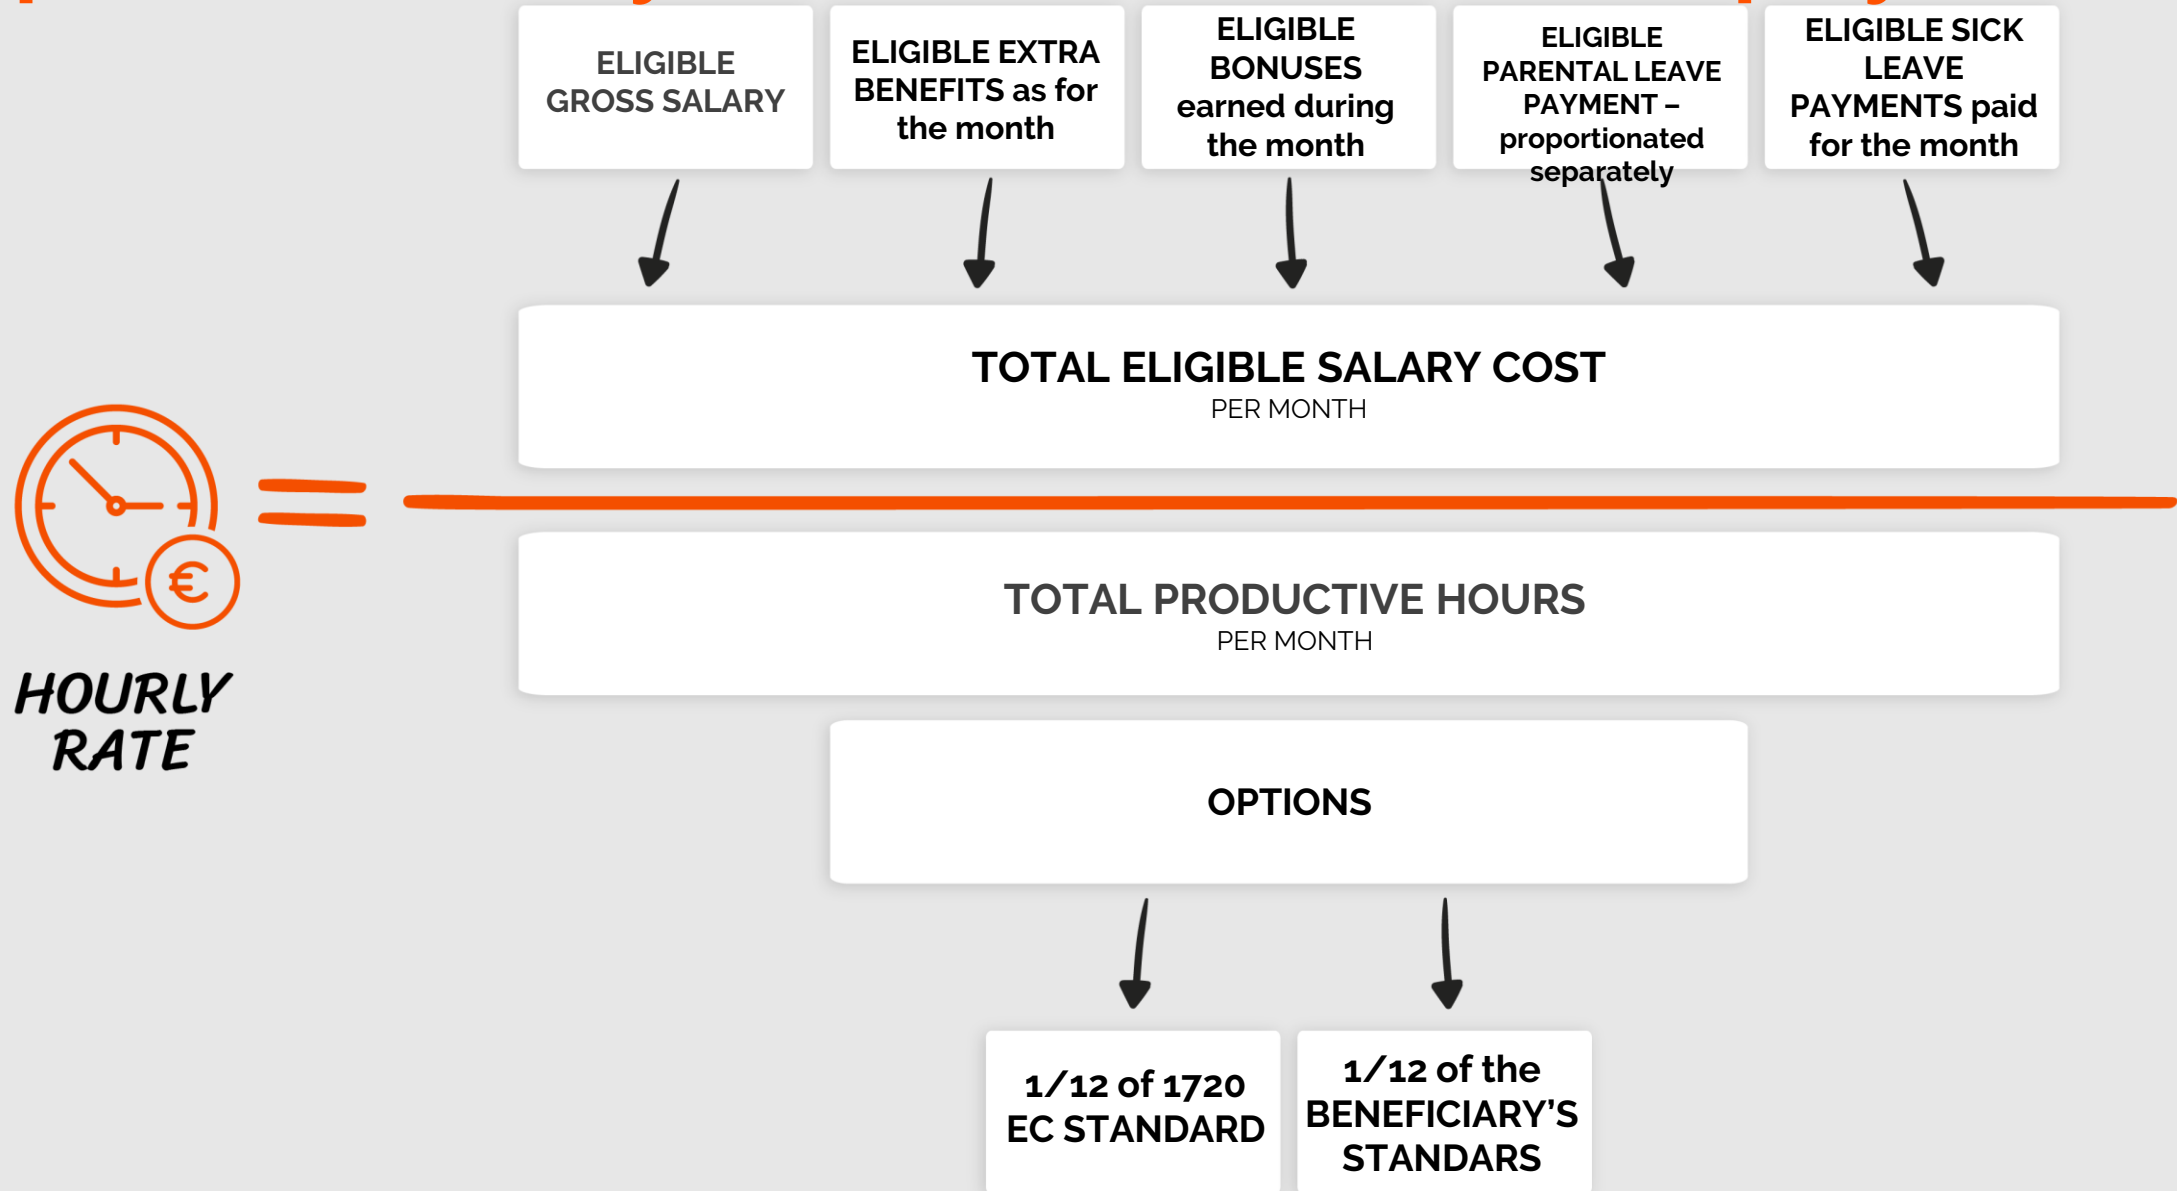 ELIGIBLE
GROSS SALARY
ELIGIBLE EXTRA
BENEFITS as for
the month
ELIGIBLE
BONUSES
earned during
the month
ELIGIBLE
PARENTAL LEAVE
PAYMENT –
proportionated
separately
ELIGIBLE SICK
LEAVE
PAYMENTS paid
for the month
TOTAL ELIGIBLE SALARY COST
PER MONTH
€
HOURLY
RATE
TOTAL PRODUCTIVE HOURS
PER MONTH
OPTIONS
1/12 of 1720
EC STANDARD
1/12 of the
BENEFICIARY’S
STANDARS